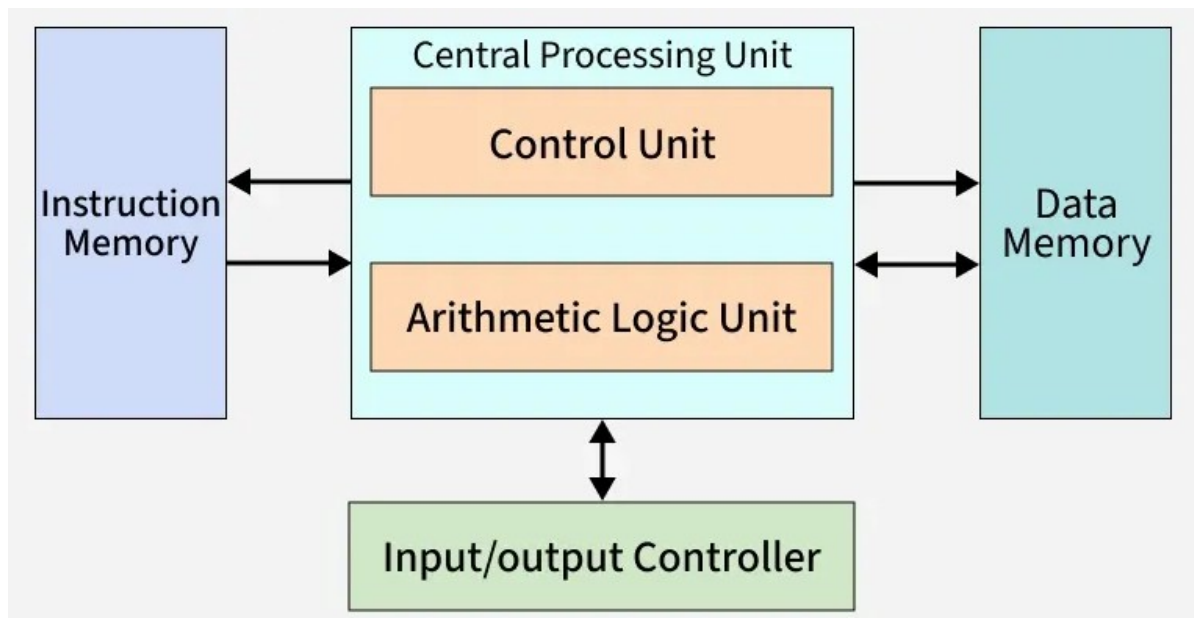 Central Processing Unit
Control Unit
Instruction
Memory
Data
Memory
Arithmetic Logic Unit
Input/output Controller